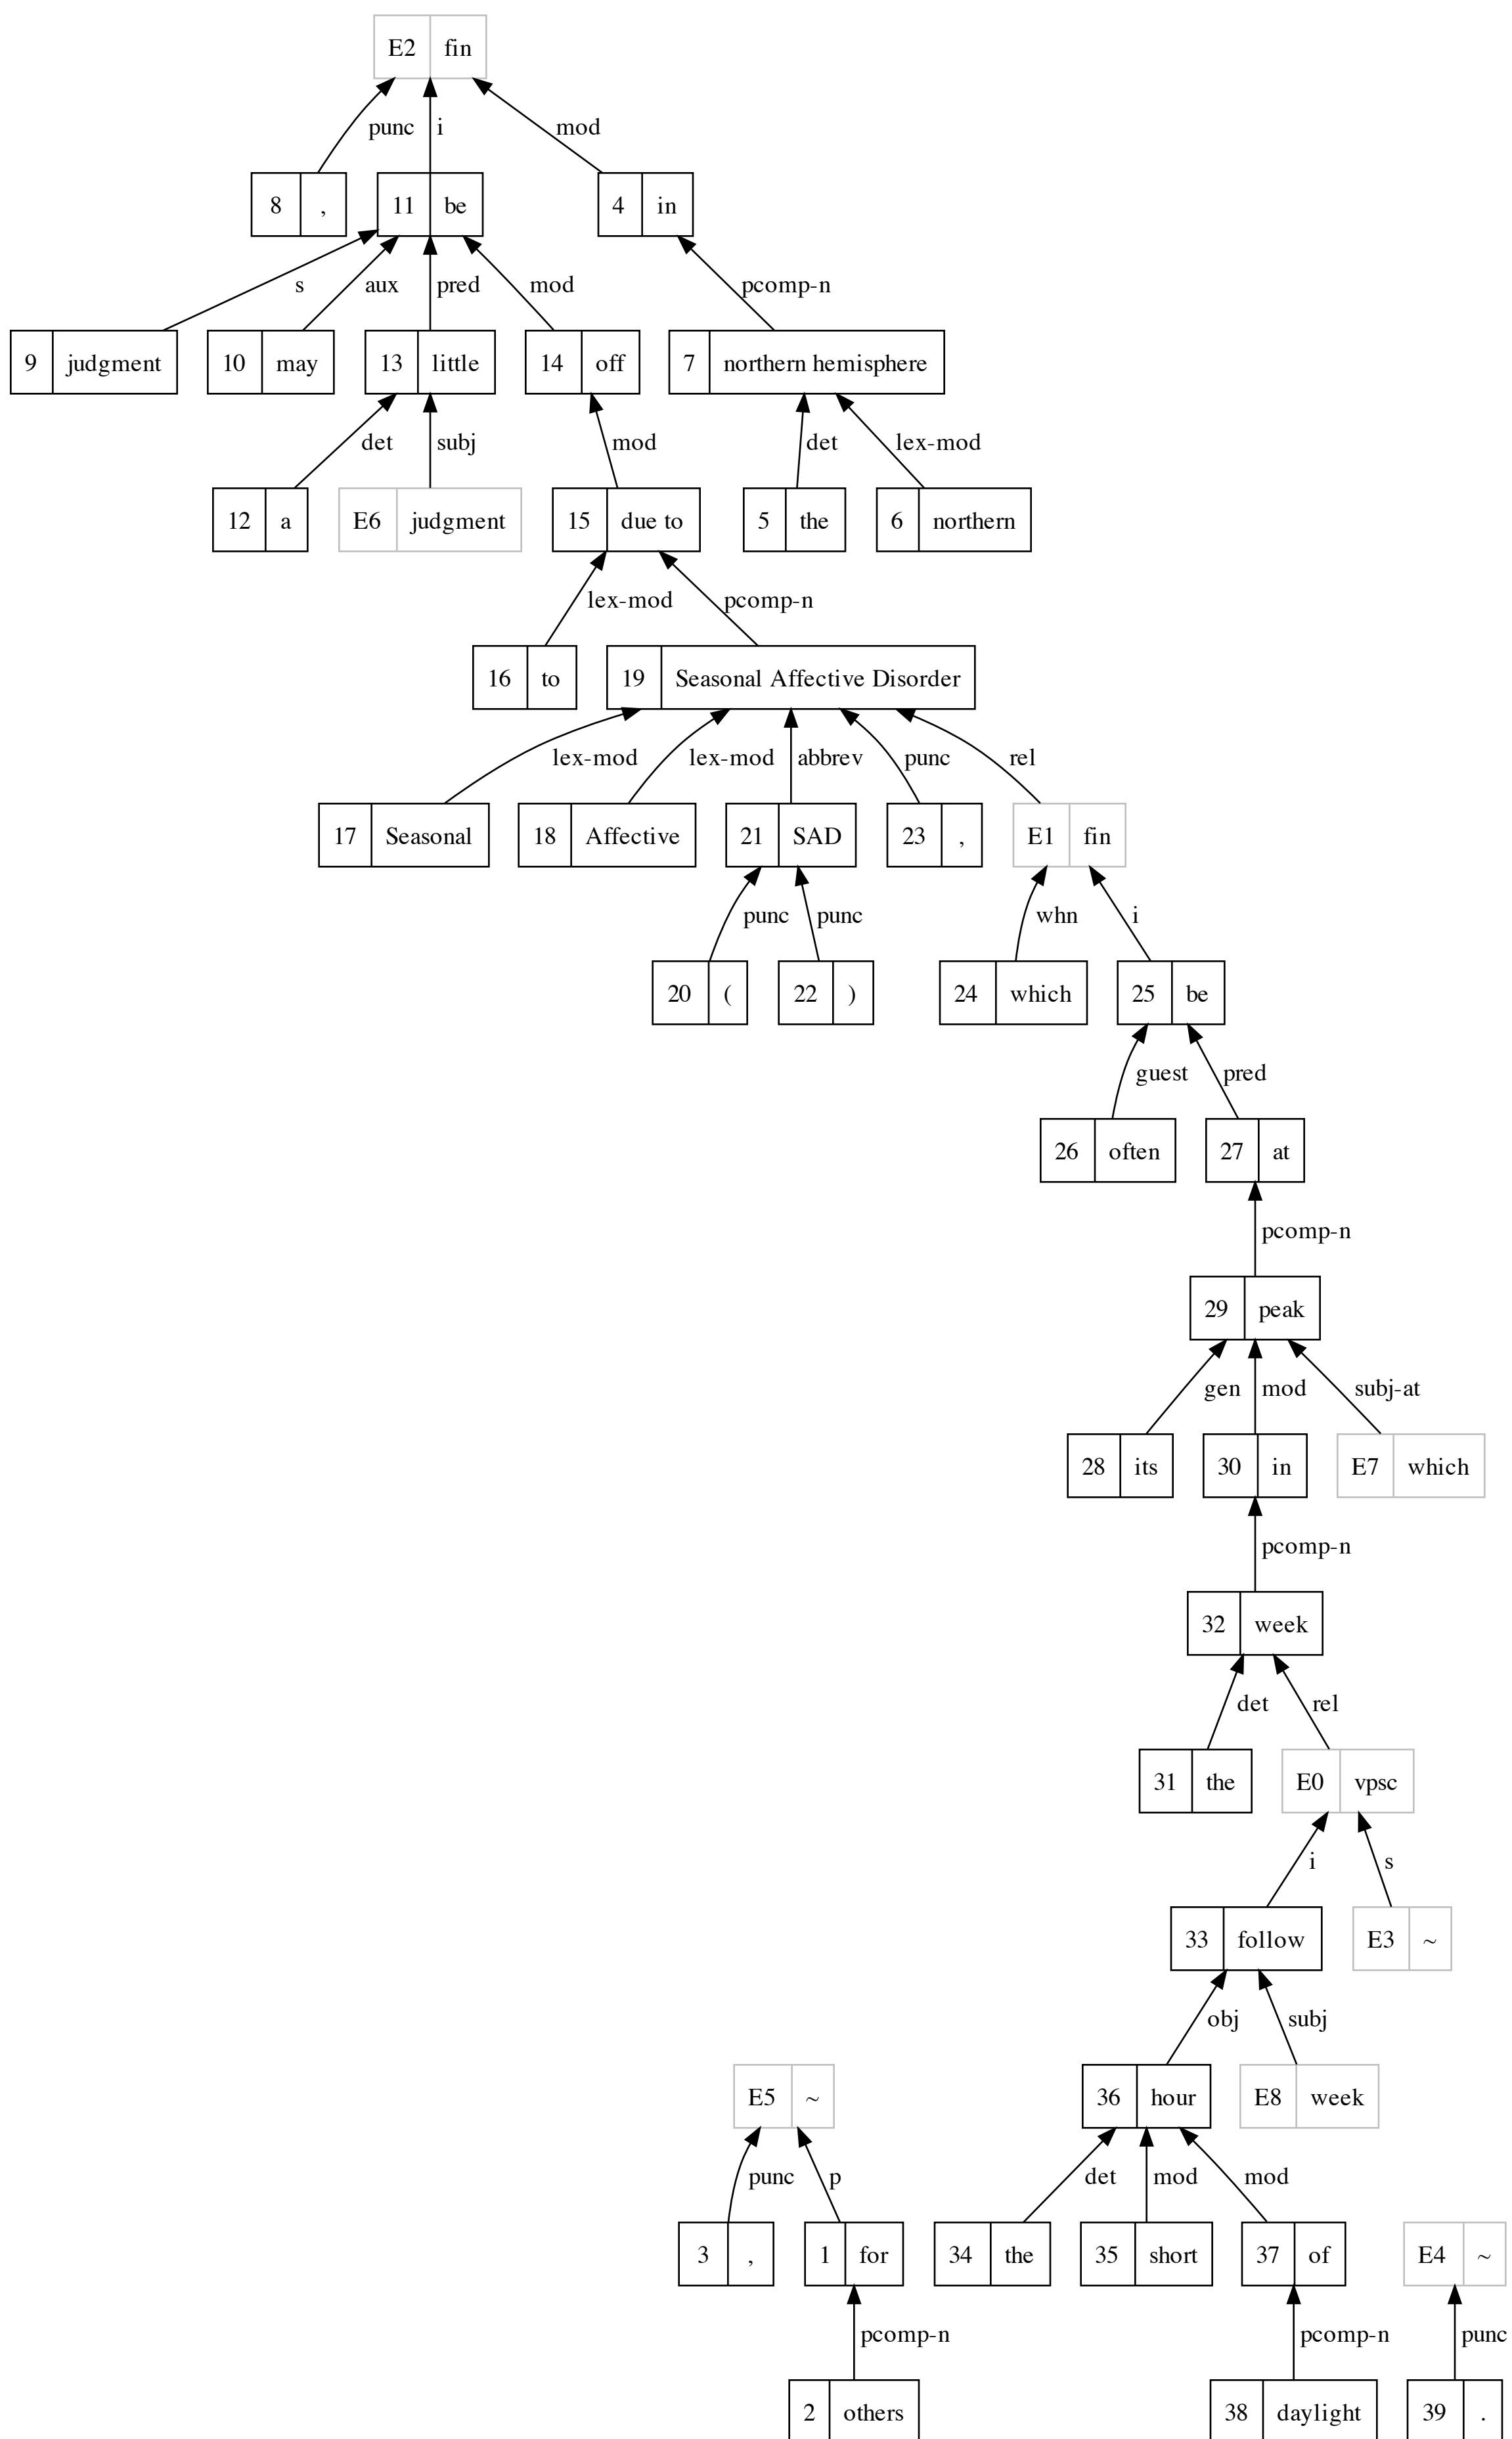 E2 fin
punc i mod
8 , 11 be 4 in
s aux pred mod pcomp-n
9 judgment 10 may 13 little 14 off 7 northern hemisphere
det subj mod det lex-mod
12 a E6 judgment 15 due to 5 the 6 northern
lex-mod pcomp-n
16 to 19 Seasonal Affective Disorder
lex-mod lex-mod abbrev punc rel
17 Seasonal 18 Affective 21 SAD 23 , E1 fin
punc punc whn i
20 ( 22 ) 24 which 25 be
guest pred
26 often 27 at
pcomp-n
29 peak
gen mod subj-at
28 its 30 in E7 which
pcomp-n
32 week
det rel
31 the E0 vpsc
i s
33 follow E3 ~
obj subj
E5 ~ 36 hour E8 week
punc p det mod mod
3 , 1 for 34 the 35 short 37 of E4 ~
pcomp-n pcomp-n punc
2 others 38 daylight 39 .